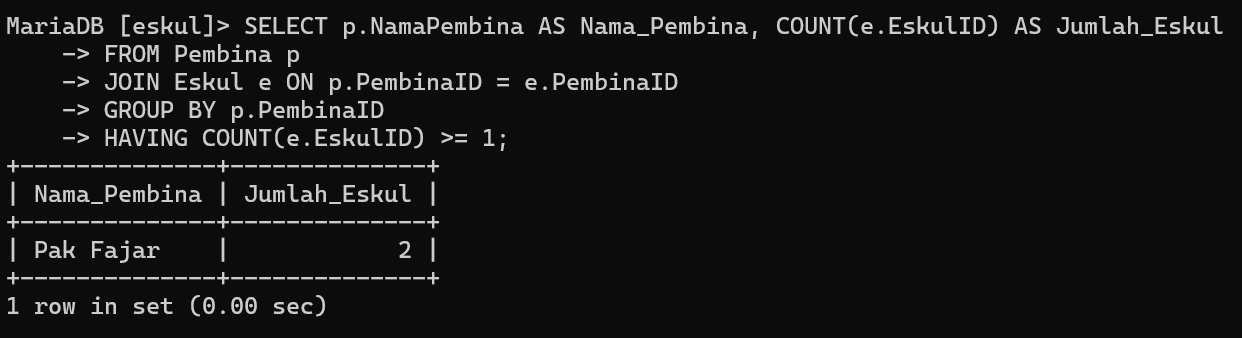 MariaDB [eskul]> SELECT p.NamaPembina AS Nama_Pembina, COUNT(e.EskulID) AS Jumlah_Eskul
    -> FROM Pembina p
    -> JOIN Eskul e ON p.PembinaID = e.PembinaID
    -> GROUP BY p.PembinaID
    -> HAVING COUNT(e.EskulID) >= 1;
+--------------+--------------+
| Nama_Pembina | Jumlah_Eskul |
+--------------+--------------+
| Pak Fajar    |            2 |
+--------------+--------------+
1 row in set (0.00 sec)